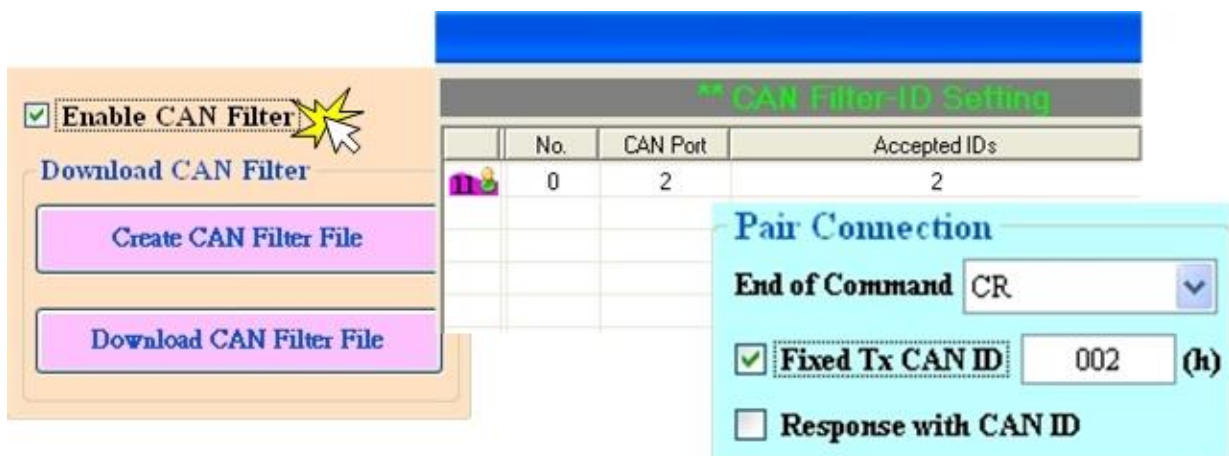 Enable CAN Filter
Download CAN Filter
Create CAN Filter File
Download CAN Filter File
** CAN Filter-ID Setting
No. CAN Port Accepted IDs
11 0 2 2
Pair Connection
End of Command CR
Fixed Tx CAN ID 002 (h)
Response with CAN ID